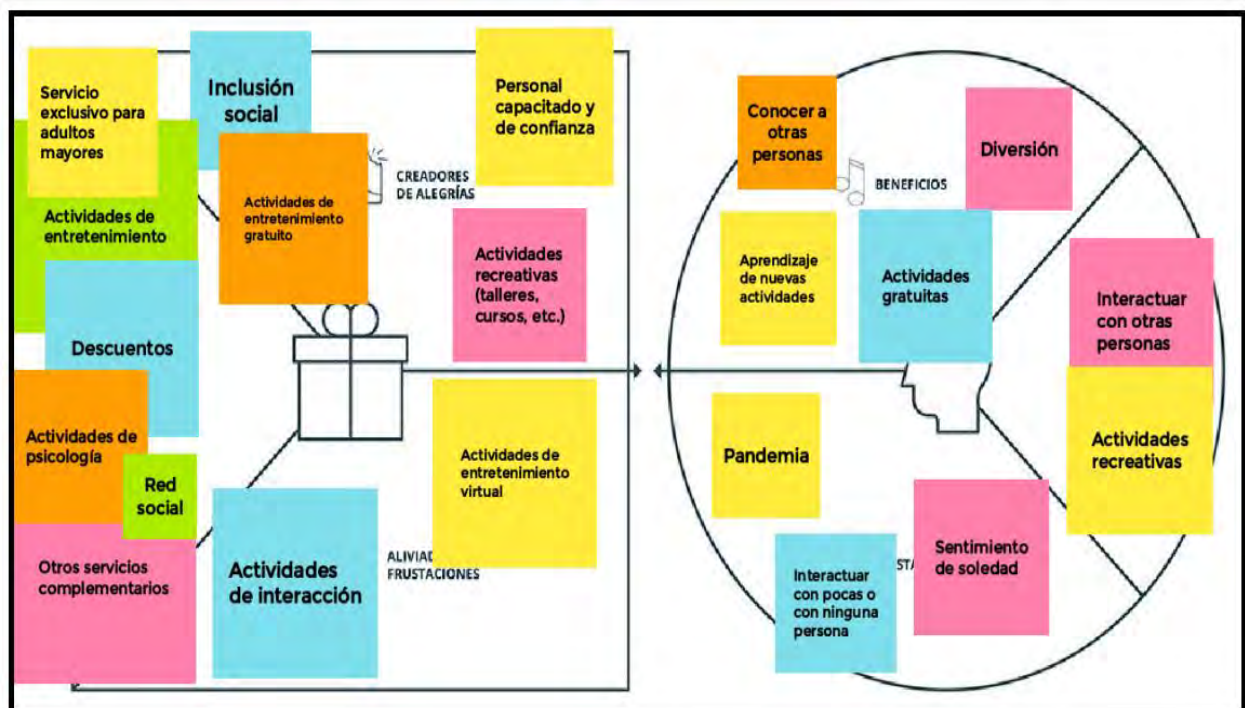 Servicio
exclusivo para
adultos
mayores
Inclusión
social
Personal
capacitado y
de confianza
CREADORES
DE ALEGRÍAS
Actividades de
entretenimiento
gratuito
Actividades de
entretenimiento
Actividades
recreativas
(talleres,
cursos, etc.)
Descuentos
Actividades de
psicología
Red
social
Otros servicios
complementarios
Actividades
de interacción
Actividades de
entretenimiento
virtual
FRUSTACIONES
Conocer a
otras
personas
Diversión
BENEFICIOS
Aprendizaje
de nuevas
actividades
Actividades
gratuitas
Interactuar
con otras
personas
Actividades
recreativas
Pandemia
Interactuar
con pocas o
con ninguna
persona
Sentimiento
de soledad